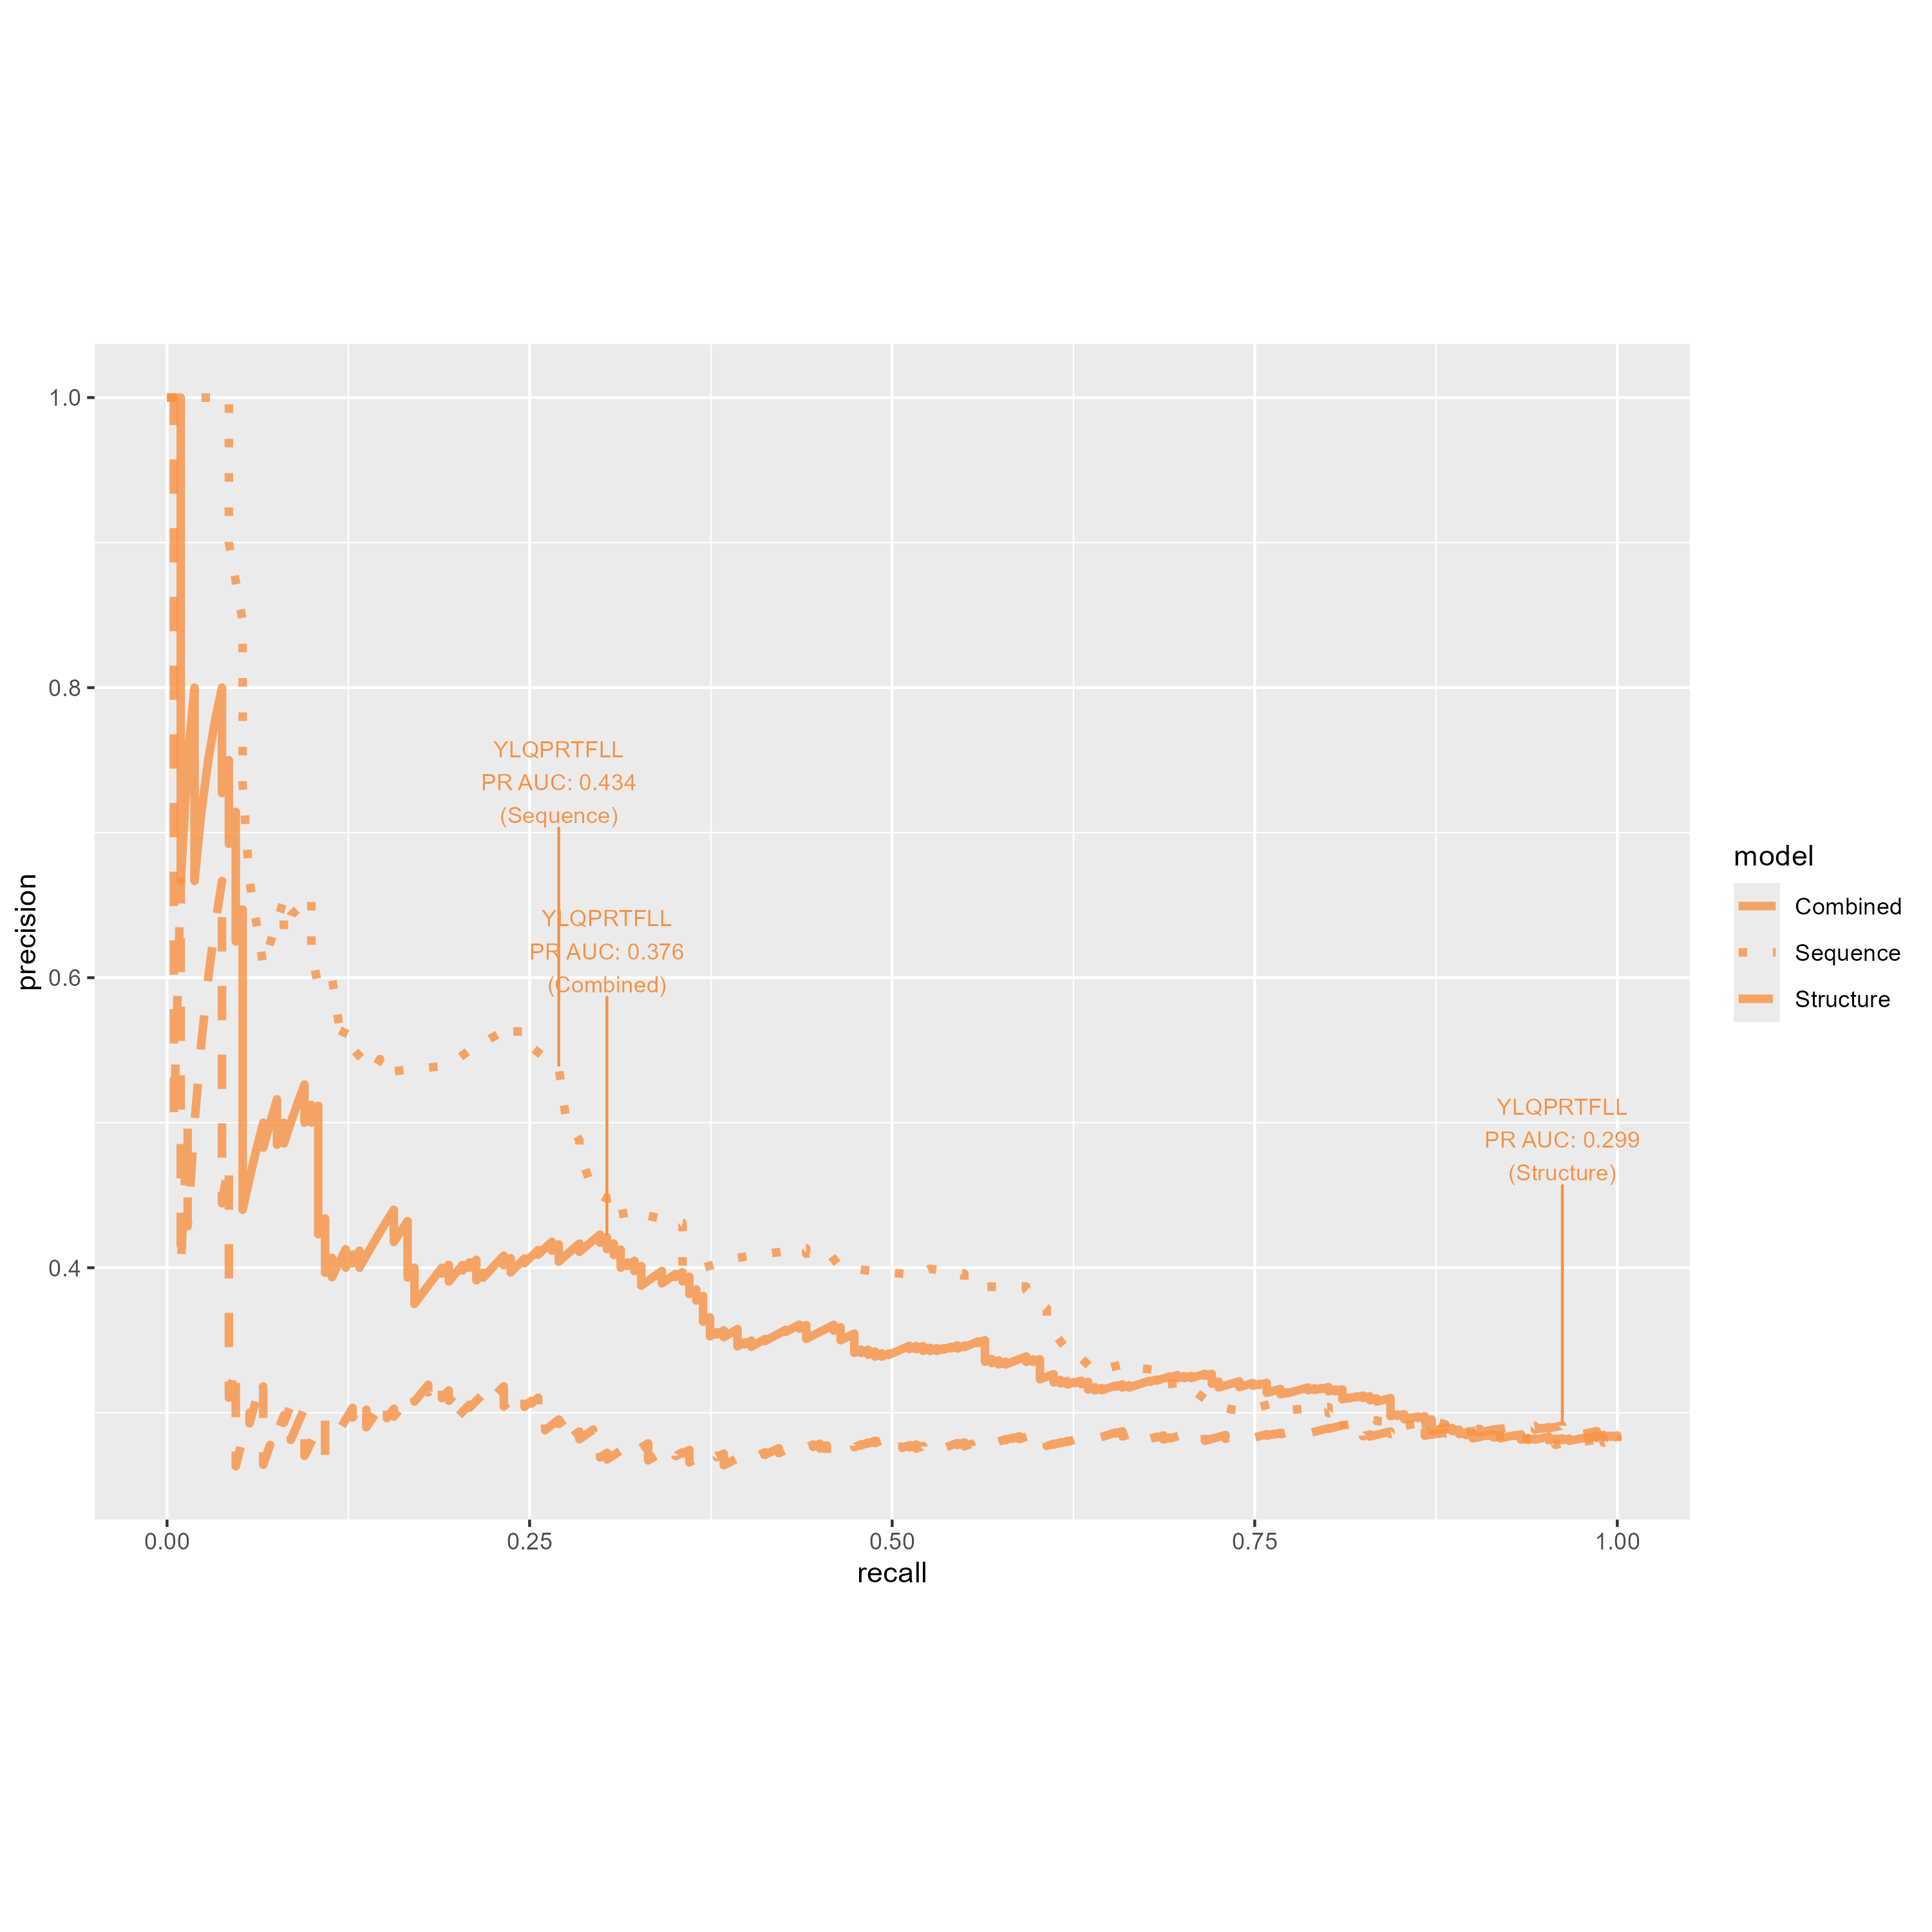 precision
1.0
0.8
0.6
0.4
YLQPRTFLL
PR AUC: 0.434
(Sequence)
YLQPRTFLL
PR AUC: 0.376
(Combined)
YLQPRTFLL
PR AUC: 0.299
(Structure)
0.00
0.25
0.50
0.75
1.00
recall
model
Combined
Sequence
Structure